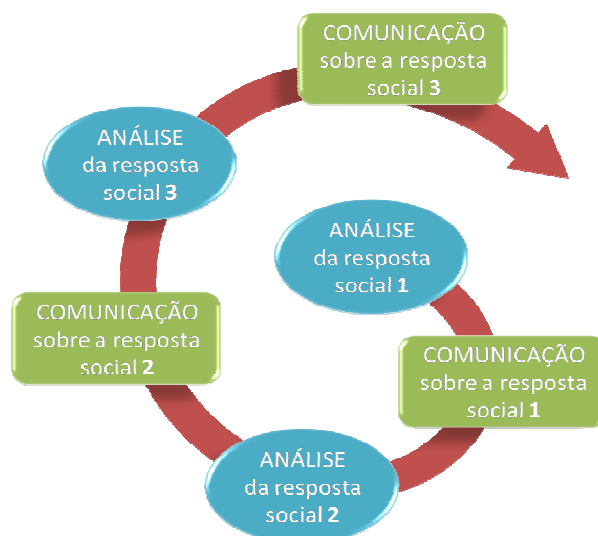 COMUNICAÇÃO
sobre a resposta
social 3
ANÁLISE
da resposta
social 3
ANÁLISE
da resposta
social 1
COMUNICAÇÃO
sobre a resposta
social 2
COMUNICAÇÃO
sobre a resposta
social 1
ANÁLISE
da resposta
social 2